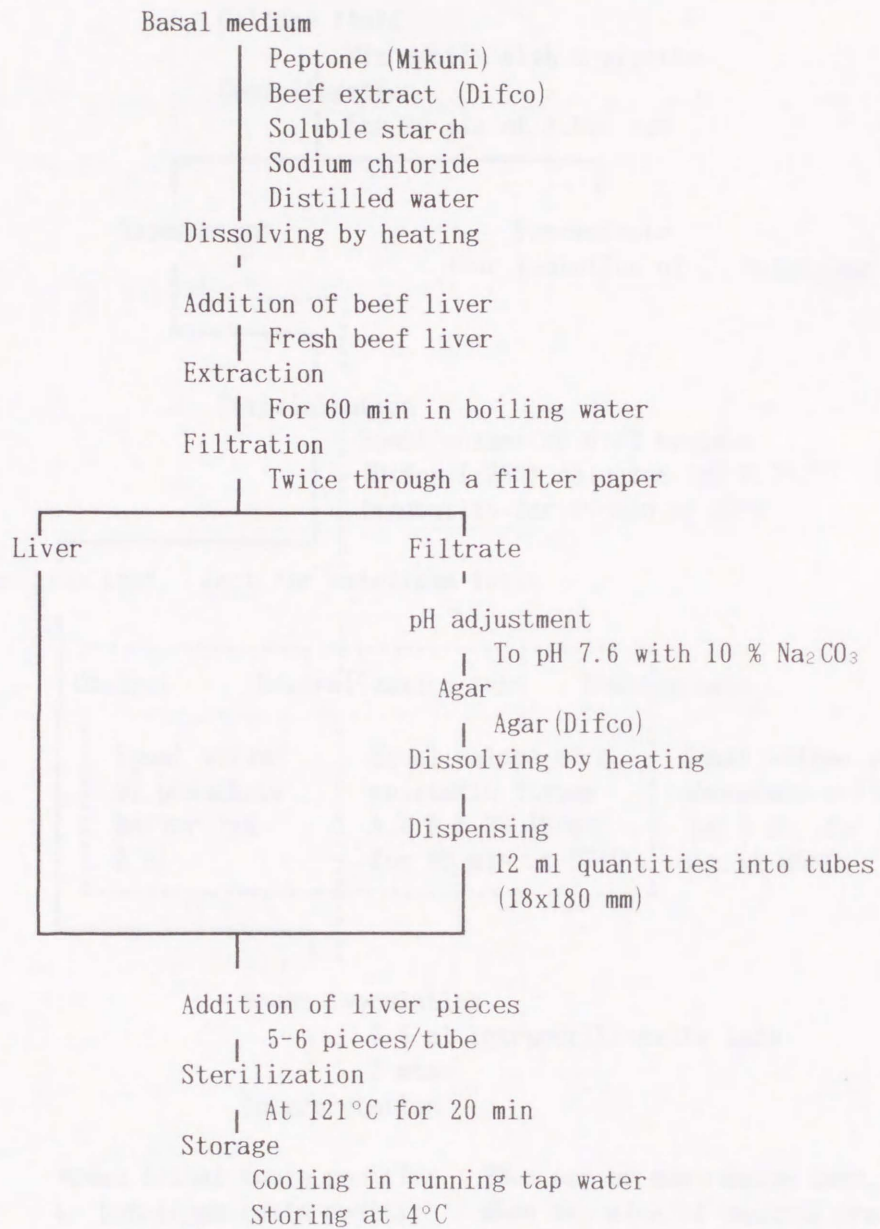 Basal medium
Peptone (Mikuni)
Beef extract (Difco)
Soluble starch
Sodium chloride
Distilled water
Dissolving by heating
Addition of beef liver
Fresh beef liver
Extraction
For 60 min in boiling water
Filtration
Twice through a filter paper
Liver
Filtrate
pH adjustment
To pH 7.6 with 10 % Na₂CO₃
Agar
Agar(Difco)
Dissolving by heating
Dispensing
12 ml quantities into tubes
(18x180 mm)
Addition of liver pieces
5-6 pieces/tube
Sterilization
At 121°C for 20 min
Storage
Cooling in running tap water
Storing at 4°C